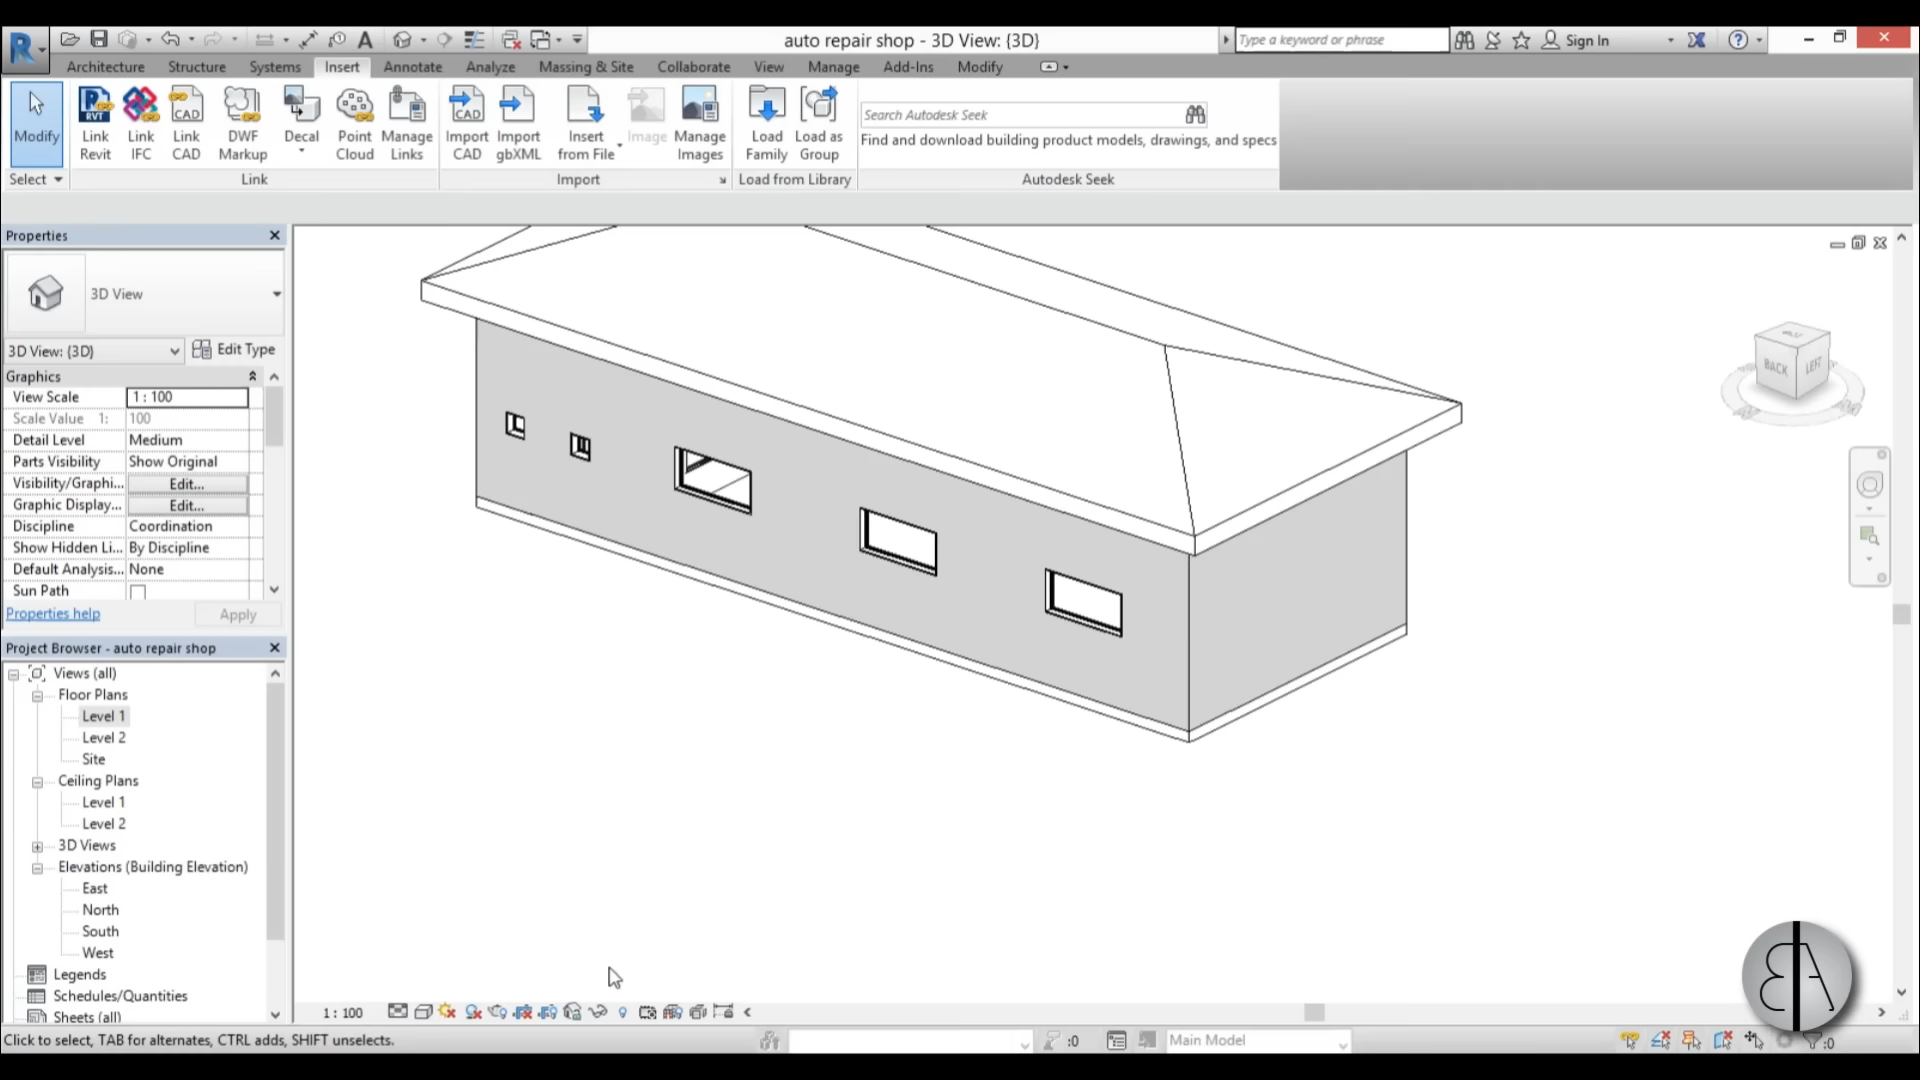 auto repair shop - 3D View: {3D}
Type a keyword or phrase
Sign In
Architecture Structure Systems Insert Annotate Analyze Massing & Site Collaborate View Manage Add-Ins Modify
Modify
Link Revit
Link IFC
Link CAD
DWF Markup
Decal
Point Cloud
Manage Links
Import CAD
Import gbXML
Insert from File
Image
Manage Images
Load Family
Load as Group
Search Autodesk Seek
Find and download building product models, drawings, and specs
Select
Link
Import
Load from Library
Autodesk Seek
Properties
3D View
3D View: {3D}
Edit Type
Graphics
View Scale 1 : 100
Scale Value 1: 100
Detail Level Medium
Parts Visibility Show Original
Visibility/Graphi... Edit...
Graphic Display... Edit...
Discipline Coordination
Show Hidden Li... By Discipline
Default Analysis... None
Sun Path
Properties help
Apply
Project Browser - auto repair shop
Views (all)
Floor Plans
Level 1
Level 2
Site
Ceiling Plans
Level 1
Level 2
3D Views
Elevations (Building Elevation)
East
North
South
West
Legends
Schedules/Quantities
Sheets (all)
BACK
LEFT
1 : 100
Click to select, TAB for alternates, CTRL adds, SHIFT unselects.
:0
Main Model
:0